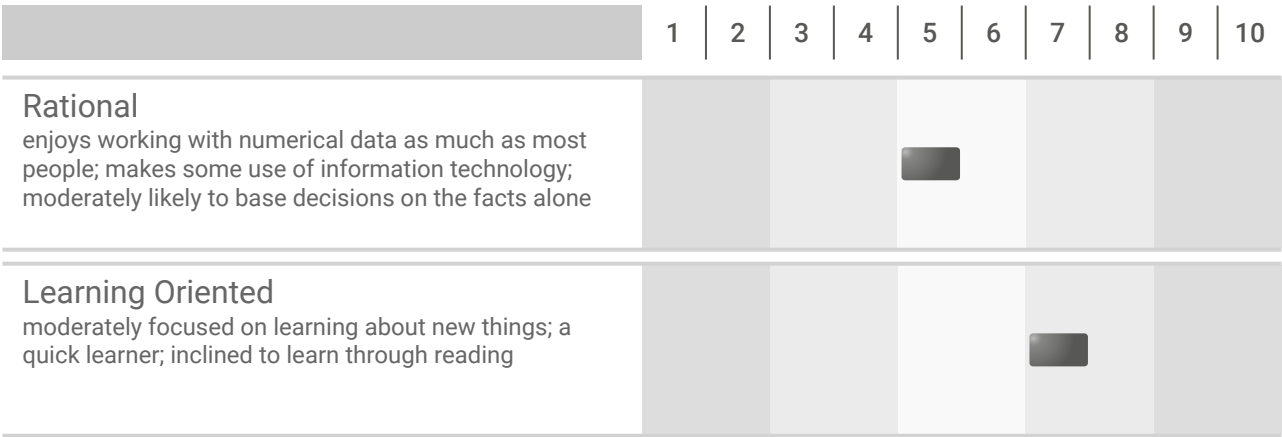 1 2 3 4 5 6 7 8 9 10
Rational
enjoys working with numerical data as much as most
people; makes some use of information technology;
moderately likely to base decisions on the facts alone
Learning Oriented
moderately focused on learning about new things; a
quick learner; inclined to learn through reading